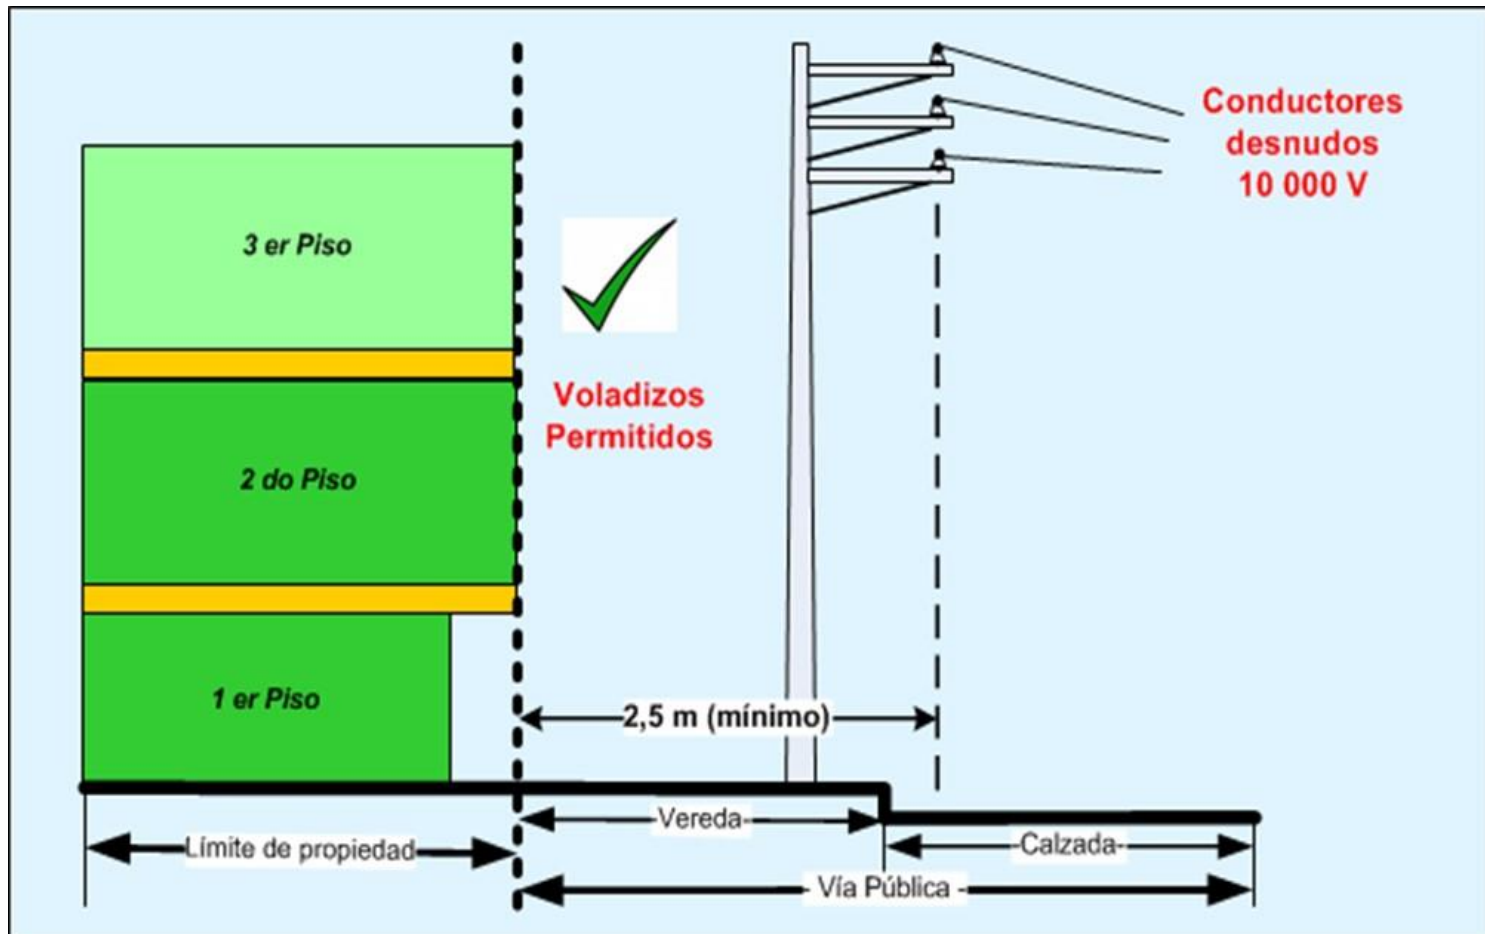 Conductores
desnudos
10 000 V
3 er Piso
Voladizos
Permitidos
2 do Piso
1 er Piso
2,5 m (mínimo)
Vereda
Límite de propiedad
Calzada
Vía Pública